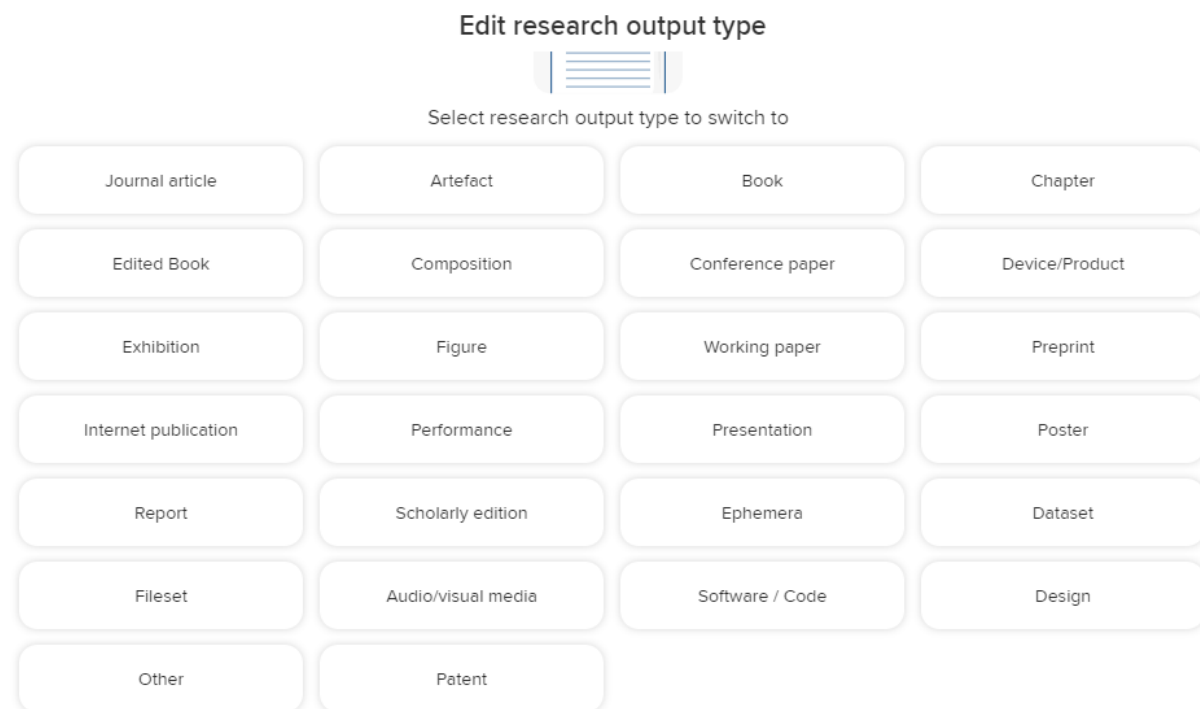 Edit research output type
Select research output type to switch to
Journal article
Artefact
Book
Chapter
Edited Book
Composition
Conference paper
Device/Product
Exhibition
Figure
Working paper
Preprint
Internet publication
Performance
Presentation
Poster
Report
Scholarly edition
Ephemera
Dataset
Fileset
Audio/visual media
Software / Code
Design
Other
Patent